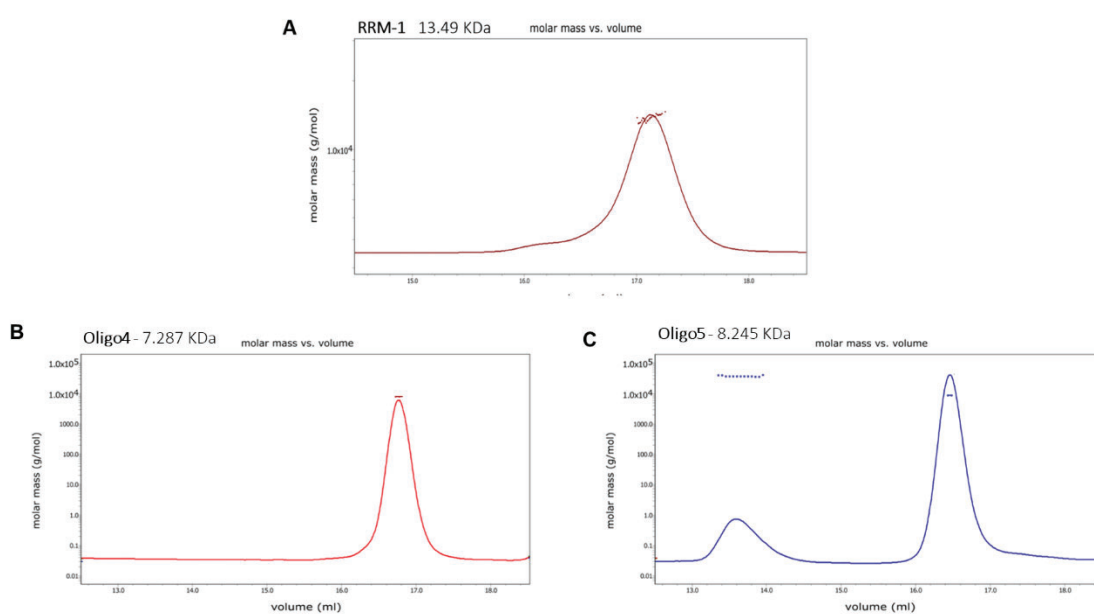 A
RRM-1 13.49 KDa
molar mass vs. volume
molar mass (g/mol)
1.0x10⁴
15.0 16.0 17.0 18.0
B
Oligo4 - 7.287 KDa
molar mass vs. volume
molar mass (g/mol)
1.0x10⁵
1.0x10⁴
1000.0
100.0
10.0
1.0
0.1
0.01
13.0 14.0 15.0 16.0 17.0 18.0
volume (ml)
C
Oligo5 - 8.245 KDa
molar mass vs. volume
molar mass (g/mol)
1.0x10⁵
1.0x10⁴
1000.0
100.0
10.0
1.0
0.1
0.01
13.0 14.0 15.0 16.0 17.0 18.0
volume (ml)